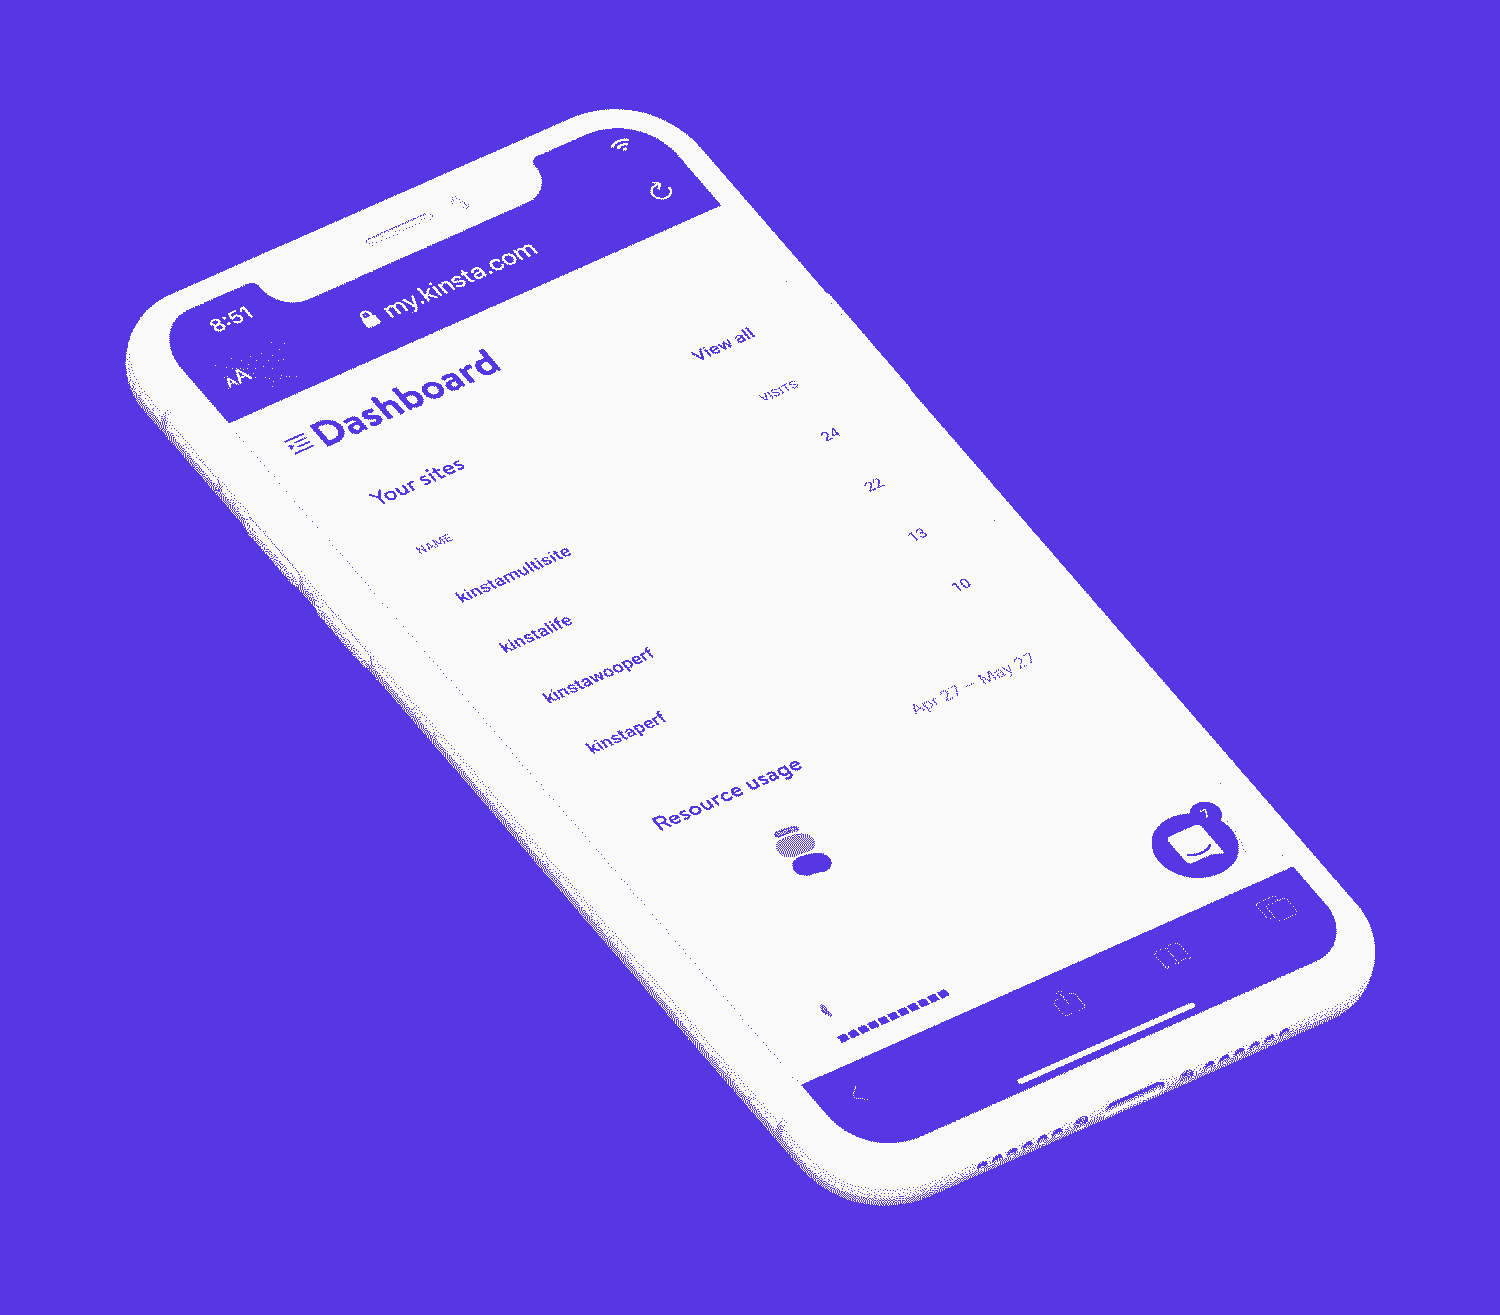 8:51
AA
my.kinsta.com
Dashboard
Your sites
View all
NAME
VISITS
kinstamultisite
24
kinstalife
22
kinstawooperf
13
kinstaperf
10
Resource usage
Apr 27 – May 27